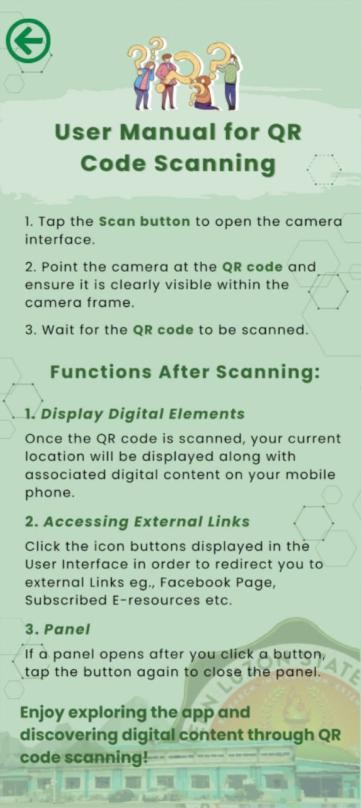 User Manual for QR
Code Scanning
1. Tap the Scan button to open the camera
interface.
2. Point the camera at the QR code and
ensure it is clearly visible within the
camera frame.
3. Wait for the QR code to be scanned.
Functions After Scanning:
1. Display Digital Elements
Once the QR code is scanned, your current
location will be displayed along with
associated digital content on your mobile
phone.
2. Accessing External Links
Click the icon buttons displayed in the
User Interface in order to redirect you to
external Links eg., Facebook Page,
Subscribed E-resources etc.
3. Panel
If a panel opens after you click a button,
tap the button again to close the panel.
LUZON STATE
Enjoy exploring the app and
discovering digital content through QR
code scanning!